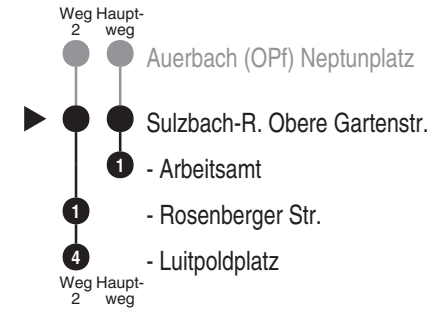 Weg Haupt-
2 weg
Auerbach (OPf) Neptunplatz
Sulzbach-R. Obere Gartenstr.
1 - Arbeitsamt
1 - Rosenberger Str.
4 - Luitpoldplatz
Weg Haupt-
2 weg